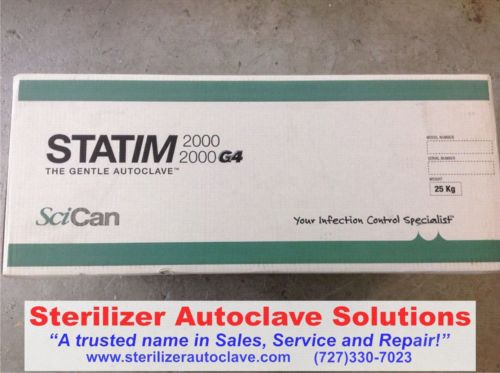 STATIM 2000
2000 G4
THE GENTLE AUTOCLAVE™
SciCan
MODEL NUMBER
SERIAL NUMBER
WEIGHT
25 Kg
Your Infection Control Specialist™
Sterilizer Autoclave Solutions
“A trusted name in Sales, Service and Repair!”
www.sterilizerautoclave.com (727)330-7023